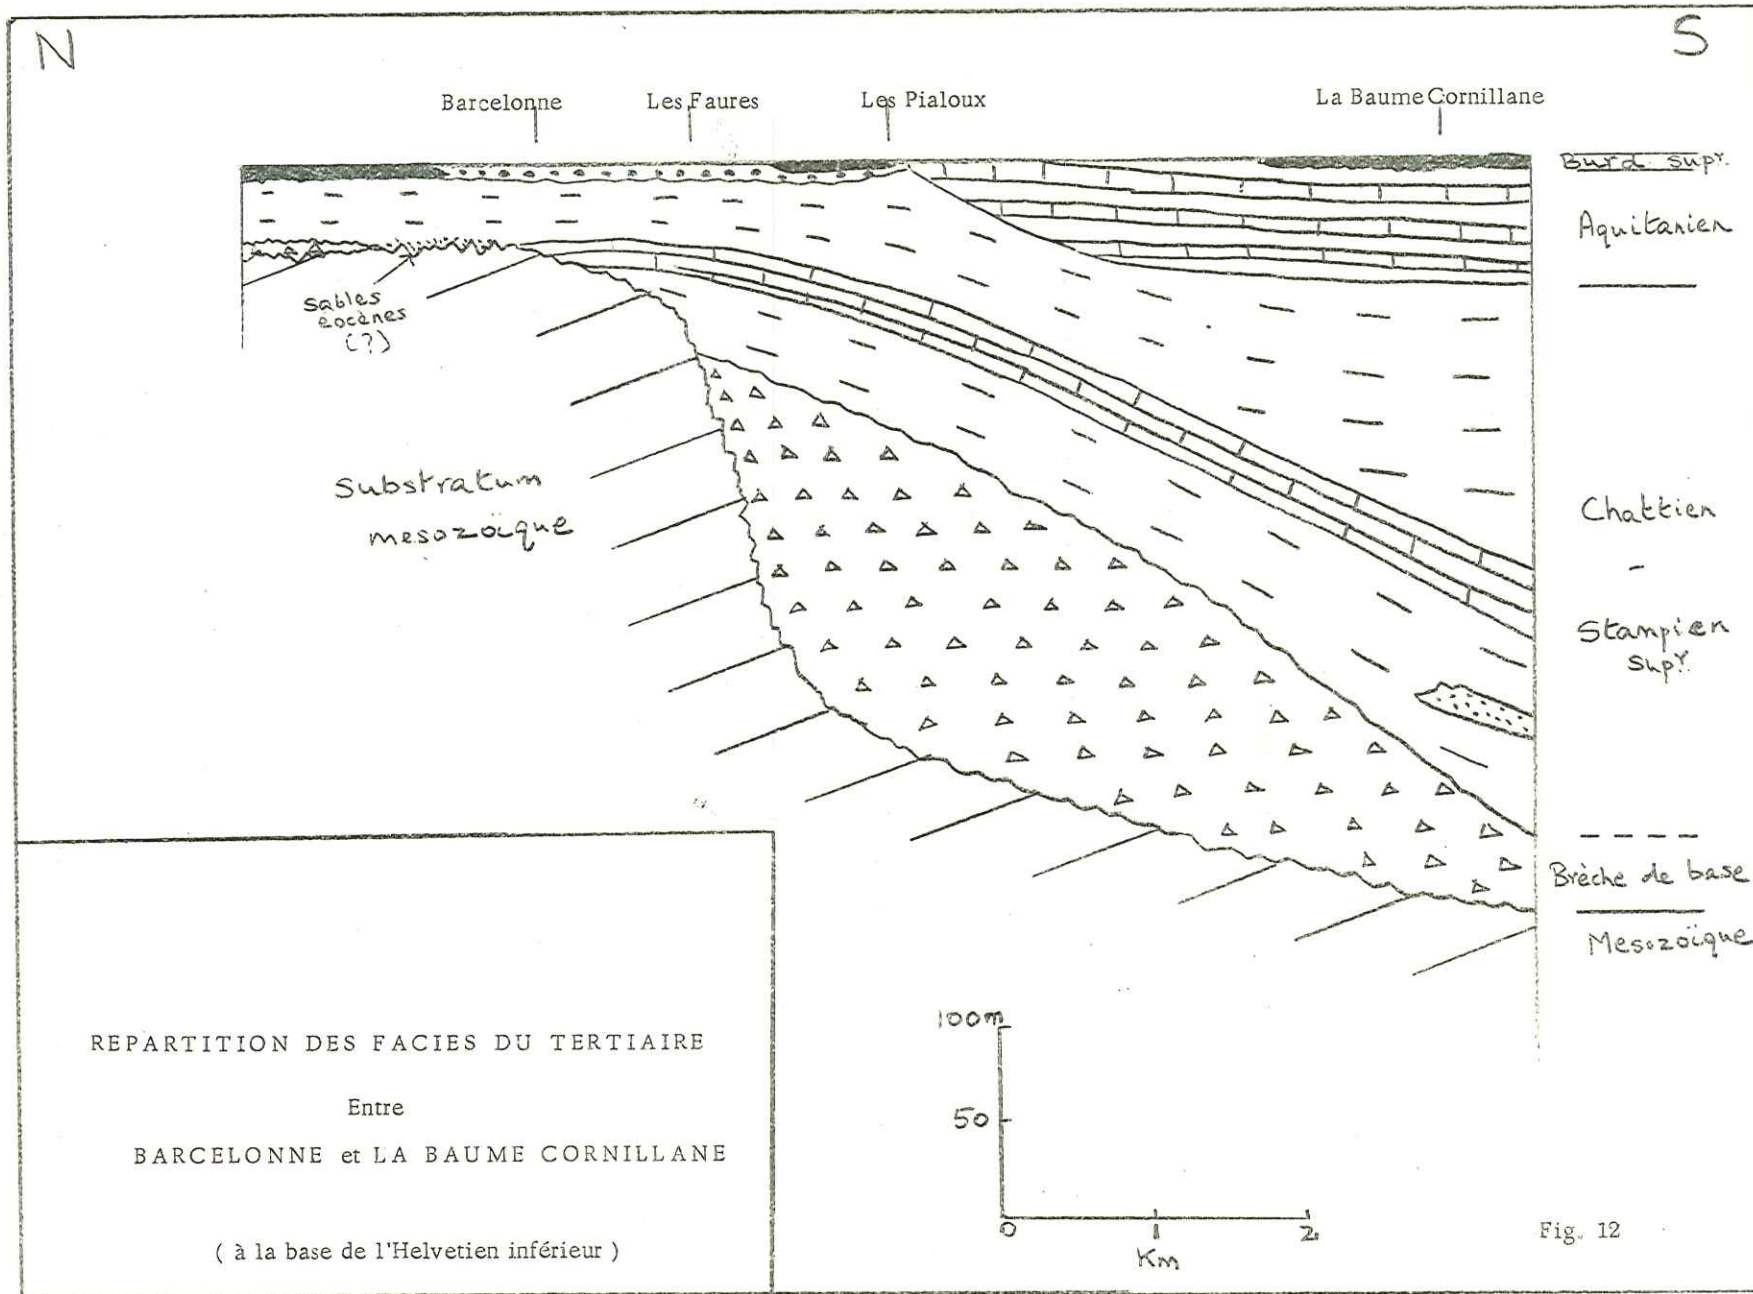 N
S
Barcelonne
Les Faures
Les Pialoux
La Baume Cornillane
Burd supr.
Aquitanien
Sables
éocènes
(?)
Substratum
mesozoïque
Chattien
-
Stampien
supr.
Brèche de base
Mesozoïque
REPARTITION DES FACIES DU TERTIAIRE
Entre
BARCELONNE et LA BAUME CORNILLANE
( à la base de l'Helvetien inférieur )
100m
50
0 1 2
Km
Fig. 12